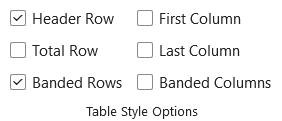 Header Row First Column
Total Row Last Column
Banded Rows Banded Columns
Table Style Options